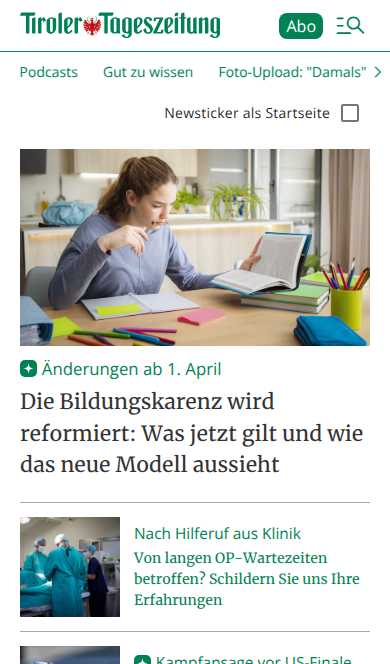 Tiroler Tageszeitung
Abo
Podcasts Gut zu wissen Foto-Upload: "Damals"
Newsticker als Startseite
Änderungen ab 1. April
Die Bildungskarenz wird
reformiert: Was jetzt gilt und wie
das neue Modell aussieht
Nach Hilferuf aus Klinik
Von langen OP-Wartezeiten
betroffen? Schildern Sie uns Ihre
Erfahrungen
Kampfansage vor US-Finale